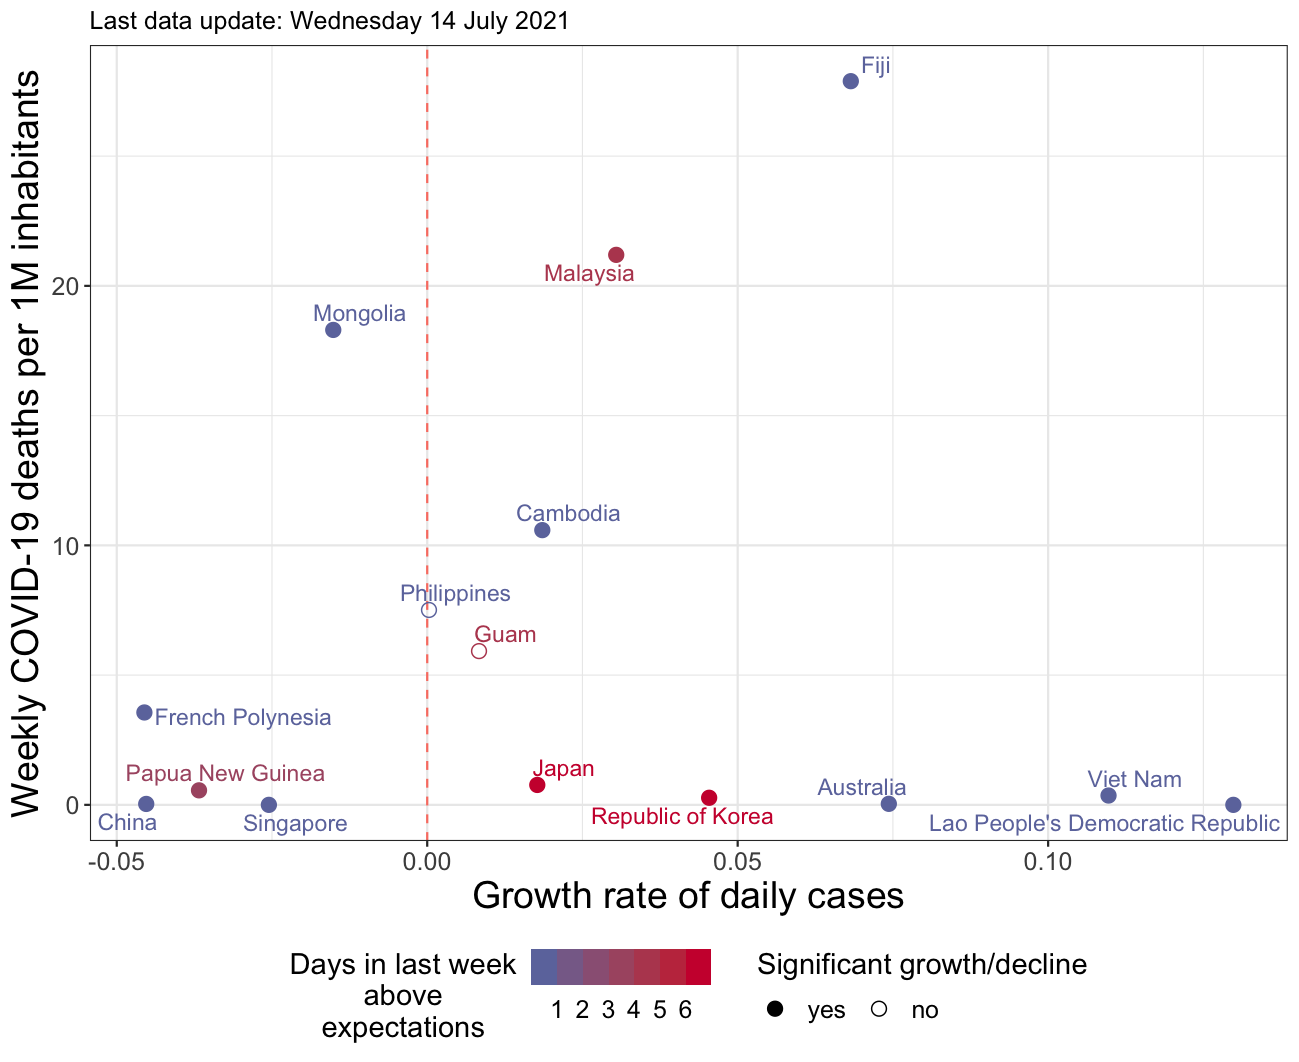 Last data update: Wednesday 14 July 2021
Weekly COVID-19 deaths per 1M inhabitants
20
10
0
Fiji
Malaysia
Mongolia
Cambodia
Philippines
Guam
French Polynesia
Papua New Guinea
Japan
Australia
Viet Nam
China
Singapore
Republic of Korea
Lao People's Democratic Republic
-0.05 0.00 0.05 0.10
Growth rate of daily cases
Days in last week
above
expectations
1 2 3 4 5 6
Significant growth/decline
yes no